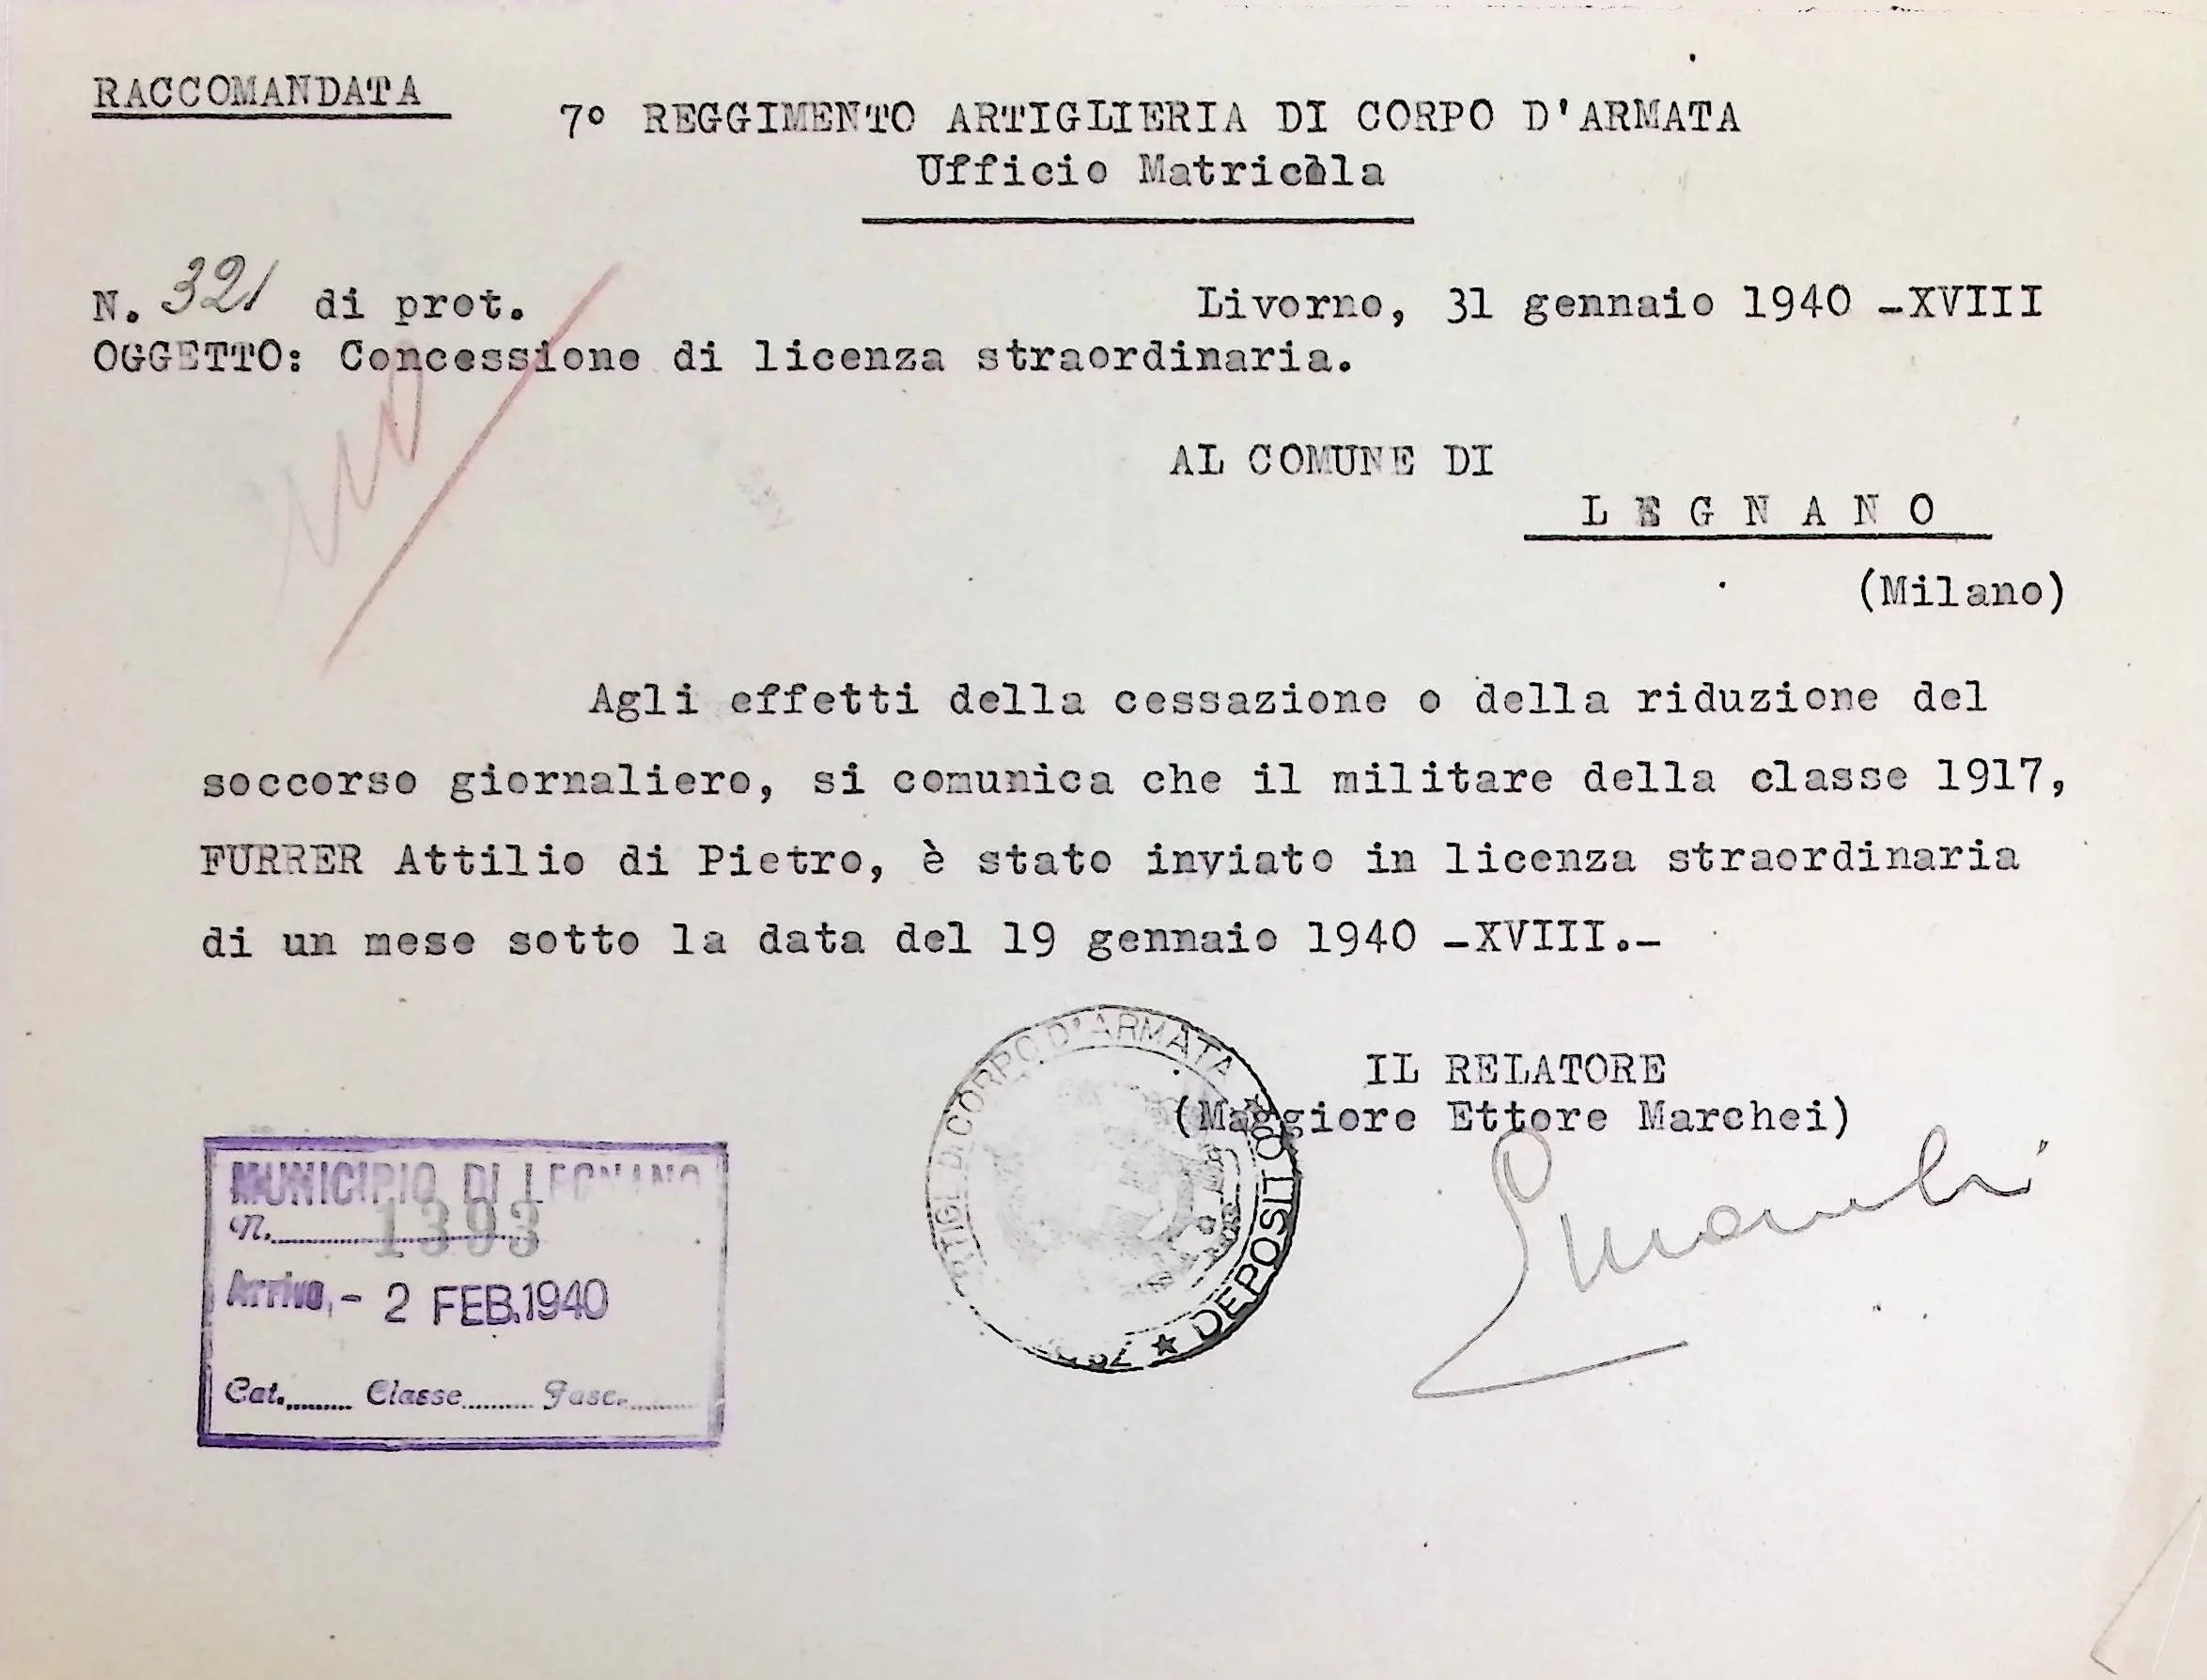 RACCOMANDATA
7° REGGIMENTO ARTIGLIERIA DI CORPO D'ARMATA
Ufficio Matricola
N. 321 di prot.
Livorno, 31 gennaio 1940 -XVIII
OGGETTO: Concessione di licenza straordinaria.
AL COMUNE DI
LEGNANO
(Milano)
Agli effetti della cessazione o della riduzione del
soccorso giornaliero, si comunica che il militare della classe 1917,
FURRER Attilio di Pietro, è stato inviato in licenza straordinaria
di un mese sotto la data del 19 gennaio 1940 -XVIII.-
IL RELATORE
(Maggiore Ettore Marchei)
DI CORPO D'ARMATA ★ DEPOSITO ★
MUNICIPIO DI LEGNANO
N. 1393
Arrivo, - 2 FEB.1940
Cat. Classe Fasc.